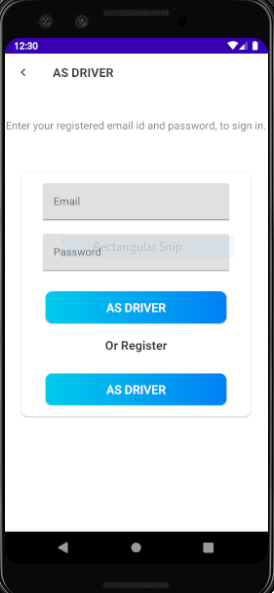 12:30
AS DRIVER
Enter your registered email id and password, to sign in.
Email
Rectangular Snip
Password
AS DRIVER
Or Register
AS DRIVER